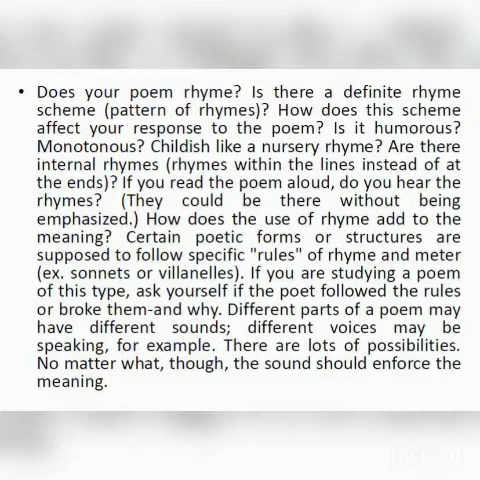 • Does your poem rhyme? Is there a definite rhyme
scheme (pattern of rhymes)? How does this scheme
affect your response to the poem? Is it humorous?
Monotonous? Childish like a nursery rhyme? Are there
internal rhymes (rhymes within the lines instead of at
the ends)? If you read the poem aloud, do you hear the
rhymes? (They could be there without being
emphasized.) How does the use of rhyme add to the
meaning? Certain poetic forms or structures are
supposed to follow specific "rules" of rhyme and meter
(ex. sonnets or villanelles). If you are studying a poem
of this type, ask yourself if the poet followed the rules
or broke them-and why. Different parts of a poem may
have different sounds; different voices may be
speaking, for example. There are lots of possibilities.
No matter what, though, the sound should enforce the
meaning.